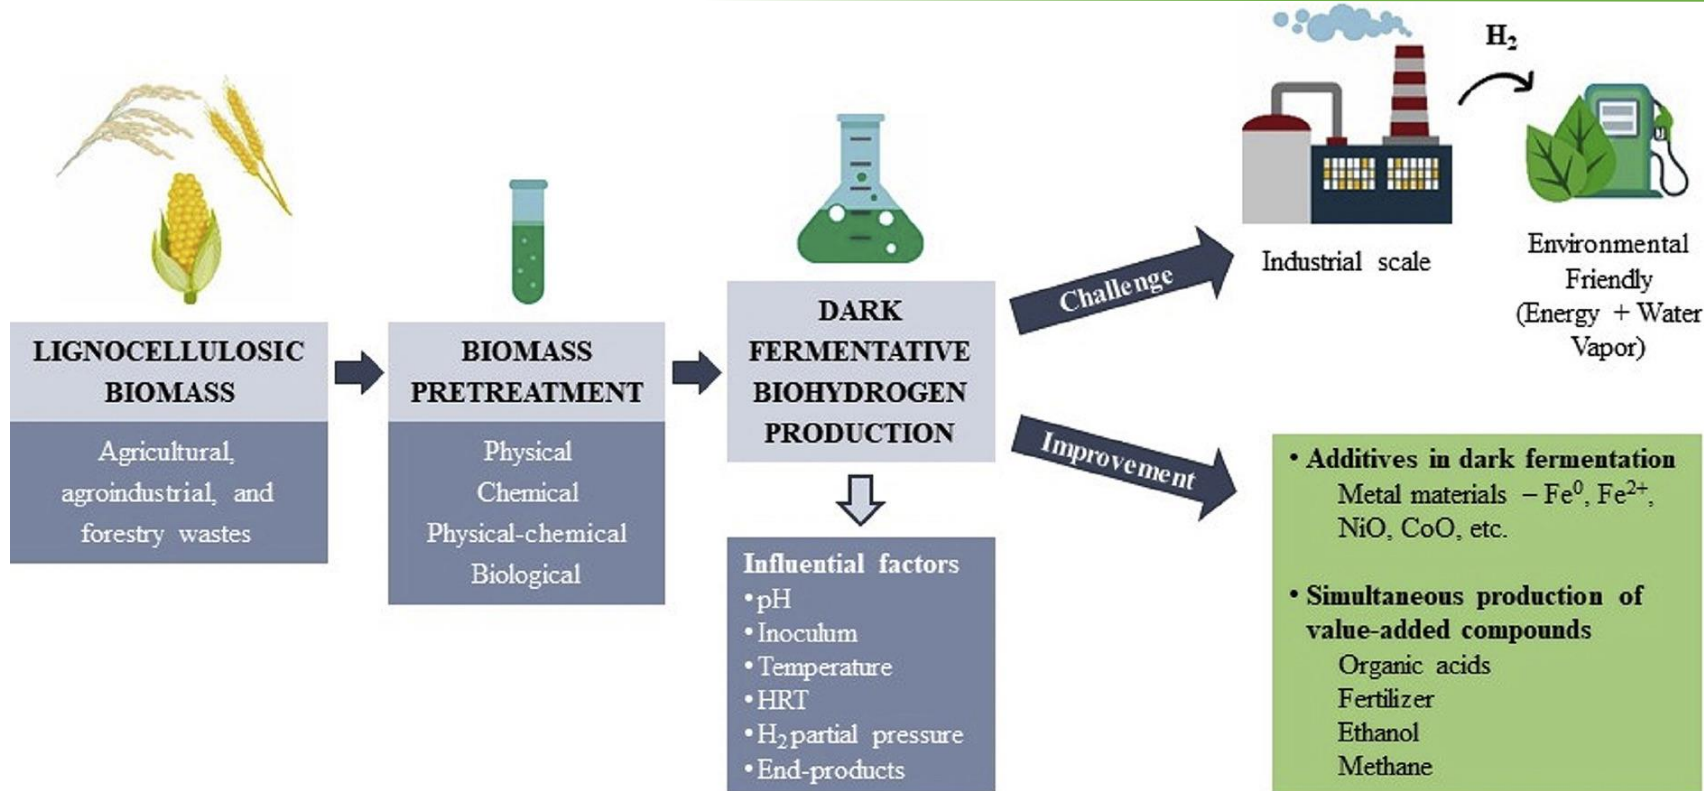 LIGNOCELLULOSIC
BIOMASS
Agricultural,
agroindustrial, and
forestry wastes
BIOMASS
PRETREATMENT
Physical
Chemical
Physical-chemical
Biological
DARK
FERMENTATIVE
BIOHYDROGEN
PRODUCTION
Influential factors
•pH
•Inoculum
•Temperature
•HRT
•H₂ partial pressure
•End-products
Challenge
Industrial scale
H₂
Environmental
Friendly
(Energy + Water
Vapor)
Improvement
• Additives in dark fermentation
Metal materials – Fe⁰, Fe²⁺,
NiO, CoO, etc.
• Simultaneous production of
value-added compounds
Organic acids
Fertilizer
Ethanol
Methane